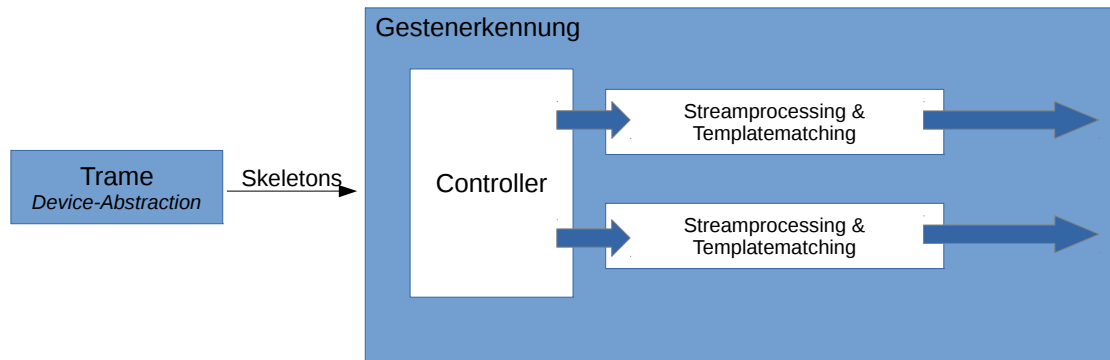 Gestenerkennung
Trame
Device-Abstraction
Skeletons
Controller
Streamprocessing &
Templatematching
Streamprocessing &
Templatematching